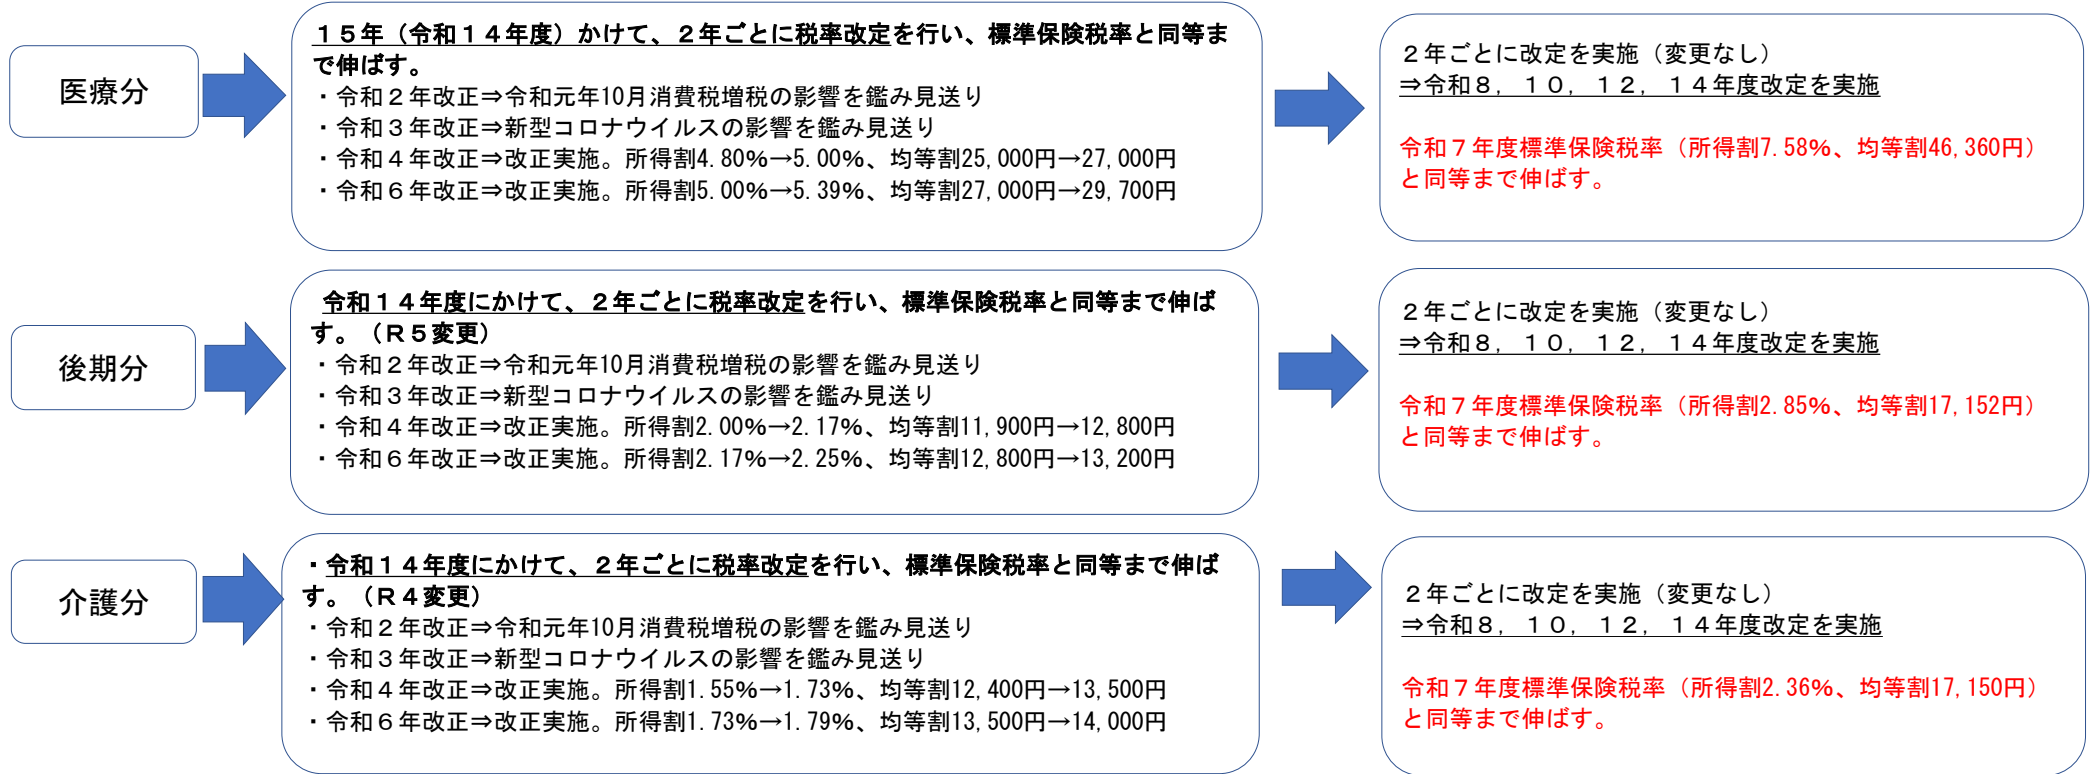 医療分
１５年（令和１４年度）かけて、２年ごとに税率改定を行い、標準保険税率と同等ま
で伸ばす。
・令和２年改正⇒令和元年10月消費税増税の影響を鑑み見送り
・令和３年改正⇒新型コロナウイルスの影響を鑑み見送り
・令和４年改正⇒改正実施。所得割4.80%→5.00%、均等割25,000円→27,000円
・令和６年改正⇒改正実施。所得割5.00%→5.39%、均等割27,000円→29,700円
２年ごとに改定を実施（変更なし）
⇒令和８，１０，１２，１４年度改定を実施
令和７年度標準保険税率（所得割7.58%、均等割46,360円）
と同等まで伸ばす。
後期分
令和１４年度にかけて、２年ごとに税率改定を行い、標準保険税率と同等まで伸ば
す。（Ｒ５変更）
・令和２年改正⇒令和元年10月消費税増税の影響を鑑み見送り
・令和３年改正⇒新型コロナウイルスの影響を鑑み見送り
・令和４年改正⇒改正実施。所得割2.00%→2.17%、均等割11,900円→12,800円
・令和６年改正⇒改正実施。所得割2.17%→2.25%、均等割12,800円→13,200円
２年ごとに改定を実施（変更なし）
⇒令和８，１０，１２，１４年度改定を実施
令和７年度標準保険税率（所得割2.85%、均等割17,152円）
と同等まで伸ばす。
介護分
・令和１４年度にかけて、２年ごとに税率改定を行い、標準保険税率と同等まで伸ば
す。（Ｒ４変更）
・令和２年改正⇒令和元年10月消費税増税の影響を鑑み見送り
・令和３年改正⇒新型コロナウイルスの影響を鑑み見送り
・令和４年改正⇒改正実施。所得割1.55%→1.73%、均等割12,400円→13,500円
・令和６年改正⇒改正実施。所得割1.73%→1.79%、均等割13,500円→14,000円
２年ごとに改定を実施（変更なし）
⇒令和８，１０，１２，１４年度改定を実施
令和７年度標準保険税率（所得割2.36%、均等割17,150円）
と同等まで伸ばす。